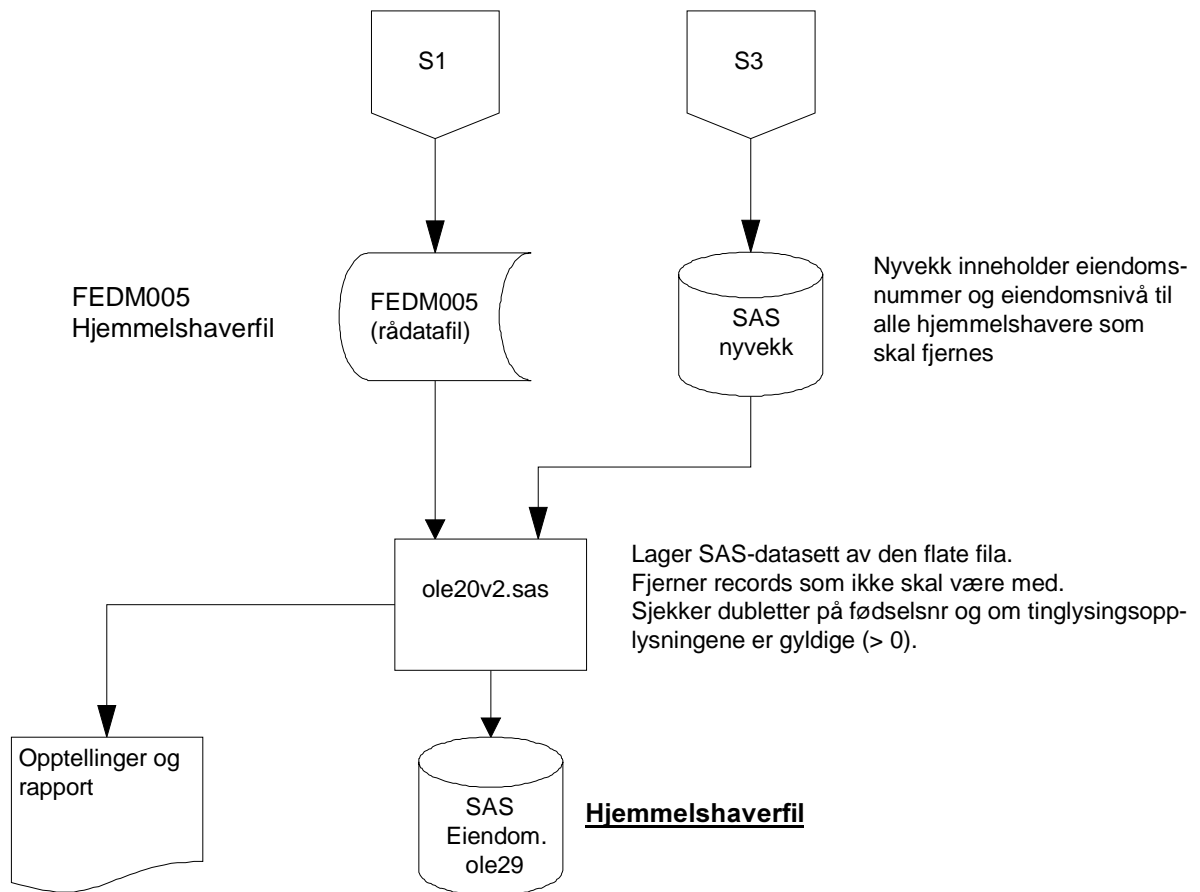 S1
S3
FEDM005
Hjemmelshaverfil
FEDM005
(rådatafil)
SAS
nyvekk
Nyvekk inneholder eiendoms-
nummer og eiendomsnivå til
alle hjemmelshavere som
skal fjernes
ole20v2.sas
Lager SAS-datasett av den flate fila.
Fjerner records som ikke skal være med.
Sjekker dubletter på fødselsnr og om tinglysingsopp-
lysningene er gyldige (> 0).
Opptellinger og
rapport
SAS
Eiendom.
ole29
Hjemmelshaverfil